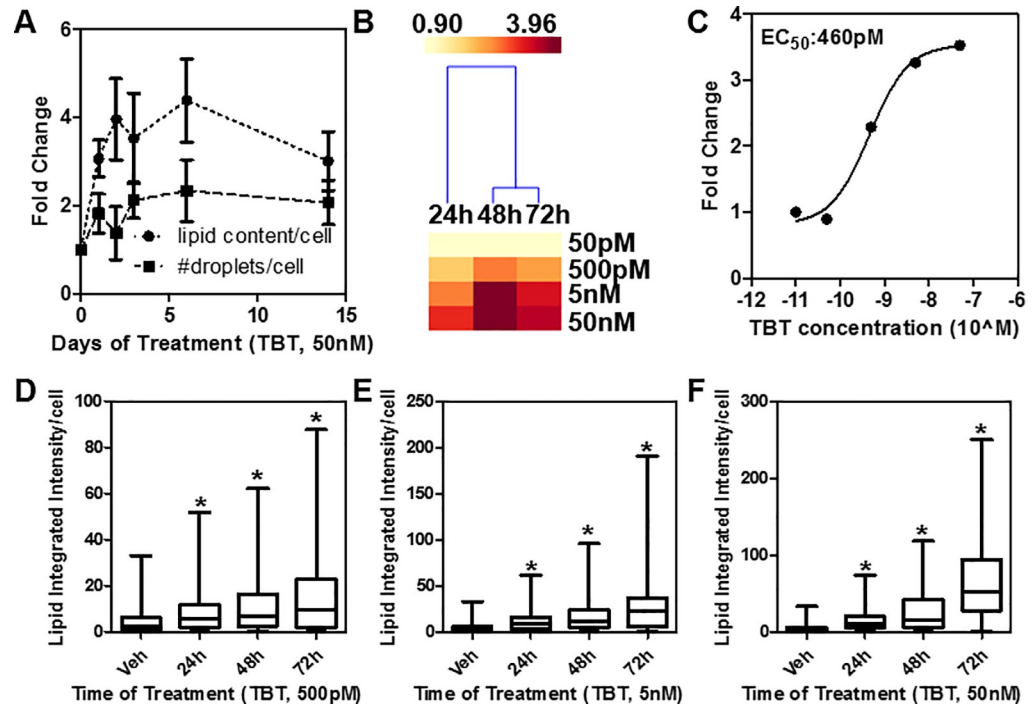 A
6
4
2
0
Fold Change
lipid content/cell
#droplets/cell
0 5 10 15
Days of Treatment (TBT, 50nM)
B
0.90 3.96
24h 48h 72h
50pM
500pM
5nM
50nM
C
EC50:460pM
4
3
2
1
0
Fold Change
-12 -11 -10 -9 -8 -7 -6
TBT concentration (10^M)
D
100
80
60
40
20
0
Lipid Integrated Intensity/cell
* * *
Veh 24h 48h 72h
Time of Treatment (TBT, 500pM)
E
250
200
150
100
50
0
Lipid Integrated Intensity/cell
* * *
Veh 24h 48h 72h
Time of Treatment (TBT, 5nM)
F
300
200
100
0
Lipid Integrated Intensity/cell
* * *
Veh 24h 48h 72h
Time of Treatment (TBT, 50nM)